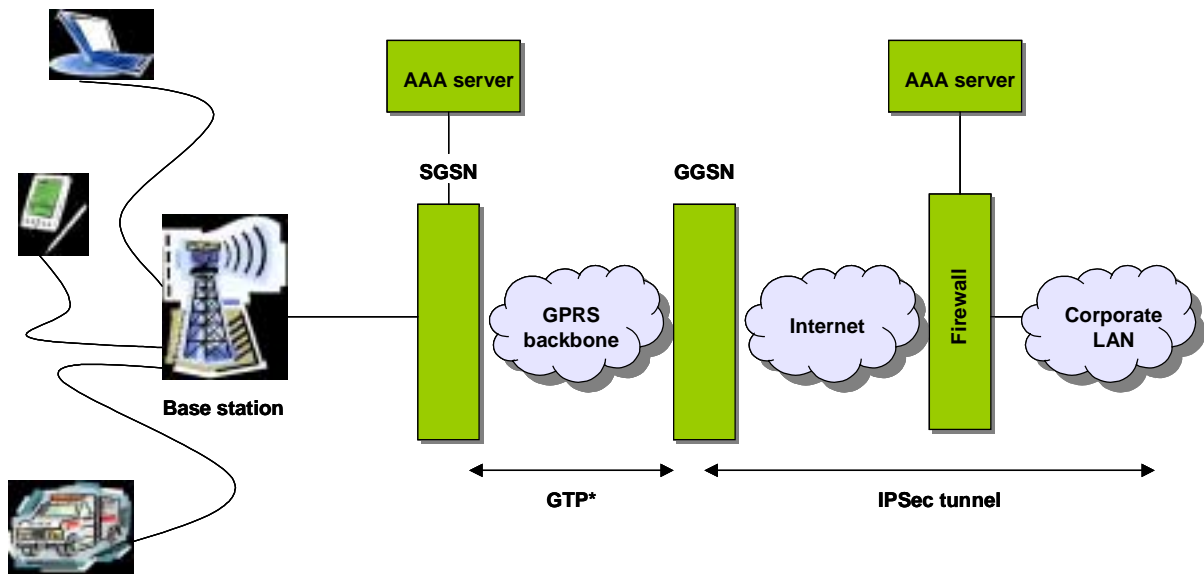 AAA server
AAA server
SGSN
GGSN
GPRS
backbone
Internet
Firewall
Corporate
LAN
Base station
GTP*
IPSec tunnel